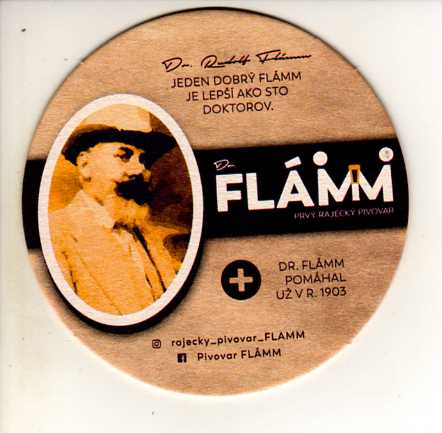 Dr. Rudolf Flámm
JEDEN DOBRÝ FLÁMM
JE LEPŠÍ AKO STO
DOKTOROV.
Dr.
FLÁMM
PRVÝ RAJECKÝ PIVOVAR
DR. FLÁMM
POMÁHAL
UŽ V R. 1903
rajecky_pivovar_FLAMM
Pivovar FLÁMM